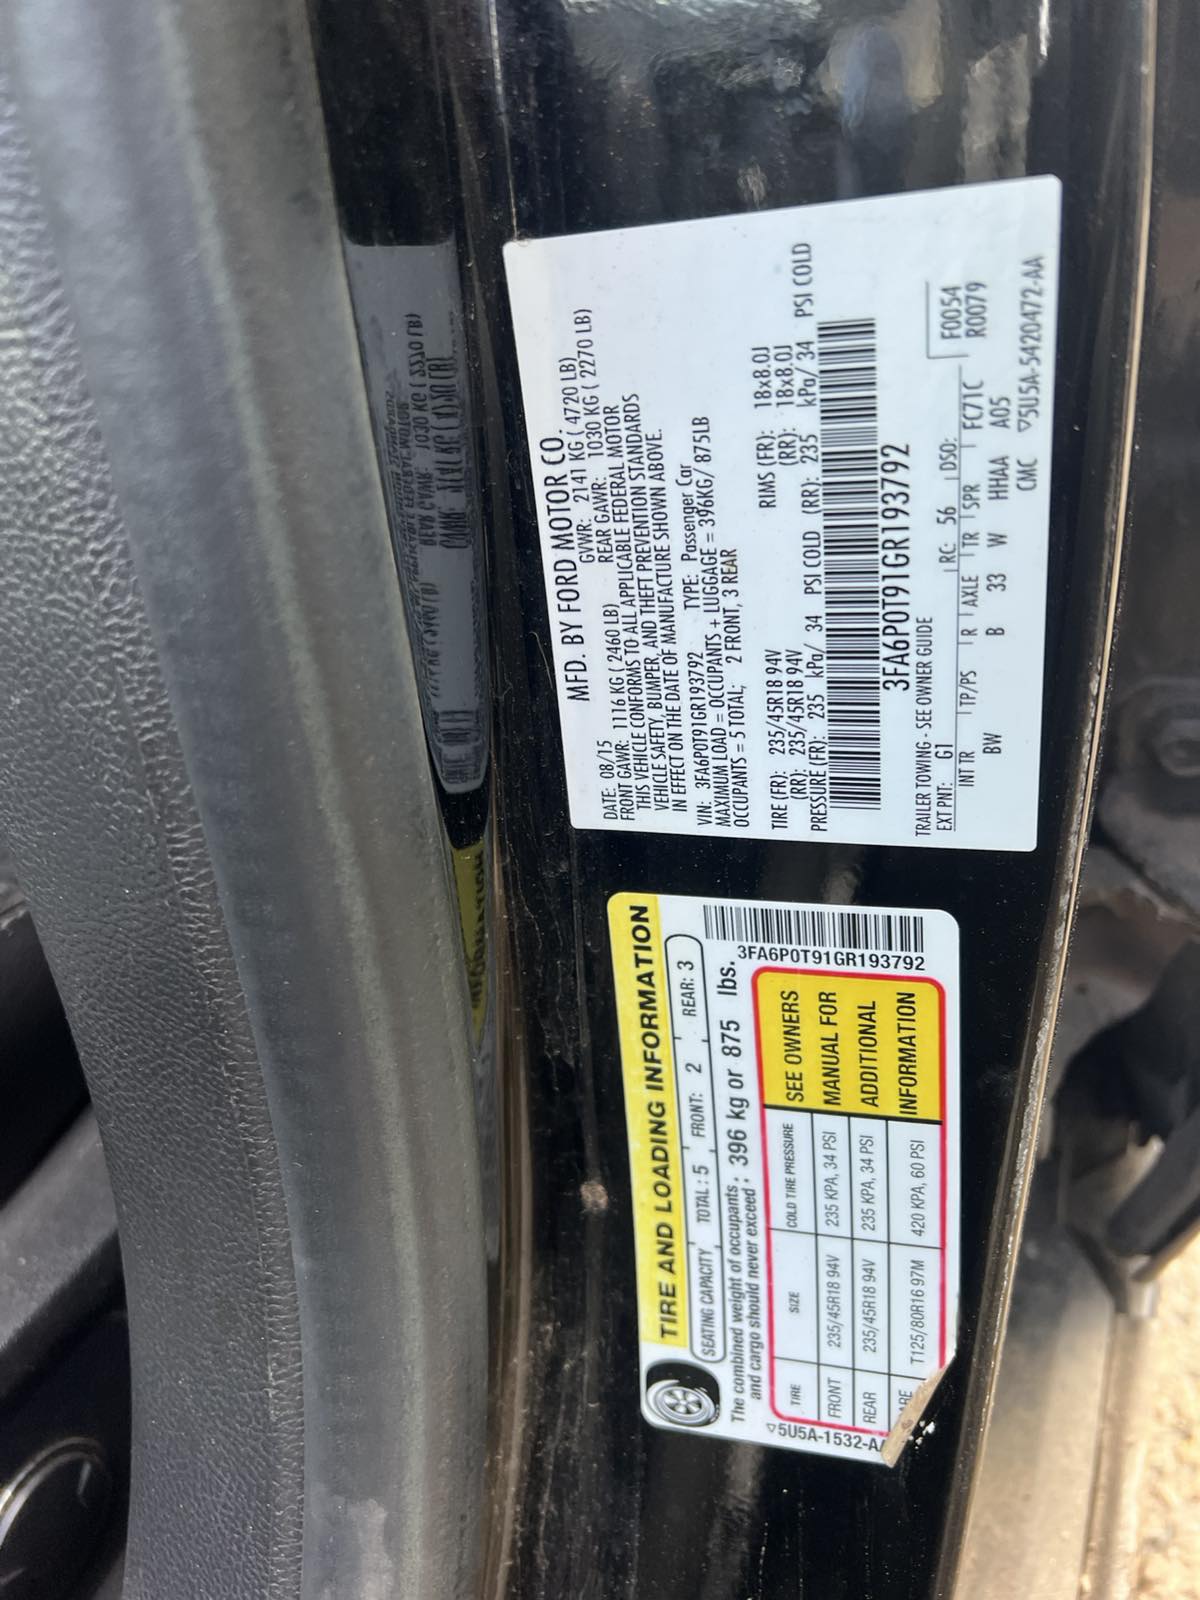 MFD. BY FORD MOTOR CO.
DATE: 08/15 GVWR: 2141 KG ( 4720 LB)
FRONT GAWR: 1116 KG ( 2460 LB) REAR GAWR: 1030 KG ( 2270 LB)
THIS VEHICLE CONFORMS TO ALL APPLICABLE FEDERAL MOTOR
VEHICLE SAFETY, BUMPER, AND THEFT PREVENTION STANDARDS
IN EFFECT ON THE DATE OF MANUFACTURE SHOWN ABOVE.
VIN: 3FA6P0T91GR193792 TYPE: Passenger Car
MAXIMUM LOAD = OCCUPANTS + LUGGAGE = 396KG/ 875LB
OCCUPANTS = 5 TOTAL; 2 FRONT, 3 REAR
TIRE (FR): 235/45R18 94V RIMS (FR): 18x8.0J
(RR): 235/45R18 94V (RR): 18x8.0J
PRESSURE (FR): 235 kPa/ 34 PSI COLD (RR): 235 kPa/ 34 PSI COLD
3FA6P0T91GR193792
TRAILER TOWING - SEE OWNER GUIDE
EXT PNT: G1 RC: 56 DSO: F0054
INT TR TP/PS R AXLE TR SPR FC71C R0079
BW B 33 W HHAA A05
CMC ▽5U5A-5420472-AA
TIRE AND LOADING INFORMATION
SEATING CAPACITY TOTAL : 5 FRONT: 2 REAR: 3
The combined weight of occupants
and cargo should never exceed : 396 kg or 875 lbs.
3FA6P0T91GR193792
TIRE SIZE COLD TIRE PRESSURE
FRONT 235/45R18 94V 235 KPA, 34 PSI
REAR 235/45R18 94V 235 KPA, 34 PSI
T125/80R16 97M 420 KPA, 60 PSI
SEE OWNERS
MANUAL FOR
ADDITIONAL
INFORMATION
▽5U5A-1532-A